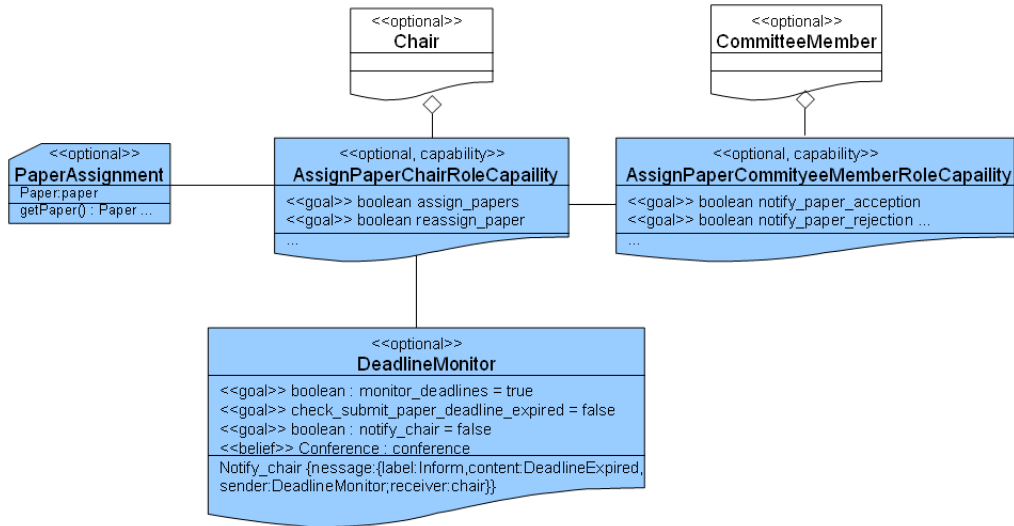 <<optional>>
Chair
<<optional>>
CommitteeMember
<<optional>>
PaperAssignment
Paper:paper
getPaper() : Paper ...
<<optional, capability>>
AssignPaperChairRoleCapaility
<<goal>> boolean assign_papers
<<goal>> boolean reassign_paper
...
<<optional, capability>>
AssignPaperCommityeeMemberRoleCapaility
<<goal>> boolean notify_paper_acception
<<goal>> boolean notify_paper_rejection ...
...
<<optional>>
DeadlineMonitor
<<goal>> boolean : monitor_deadlines = true
<<goal>> check_submit_paper_deadline_expired = false
<<goal>> boolean : notify_chair = false
<<belief>> Conference : conference
Notify_chair {nessage:{label:Inform,content:DeadlineExpired,
sender:DeadlineMonitor;receiver:chair}}